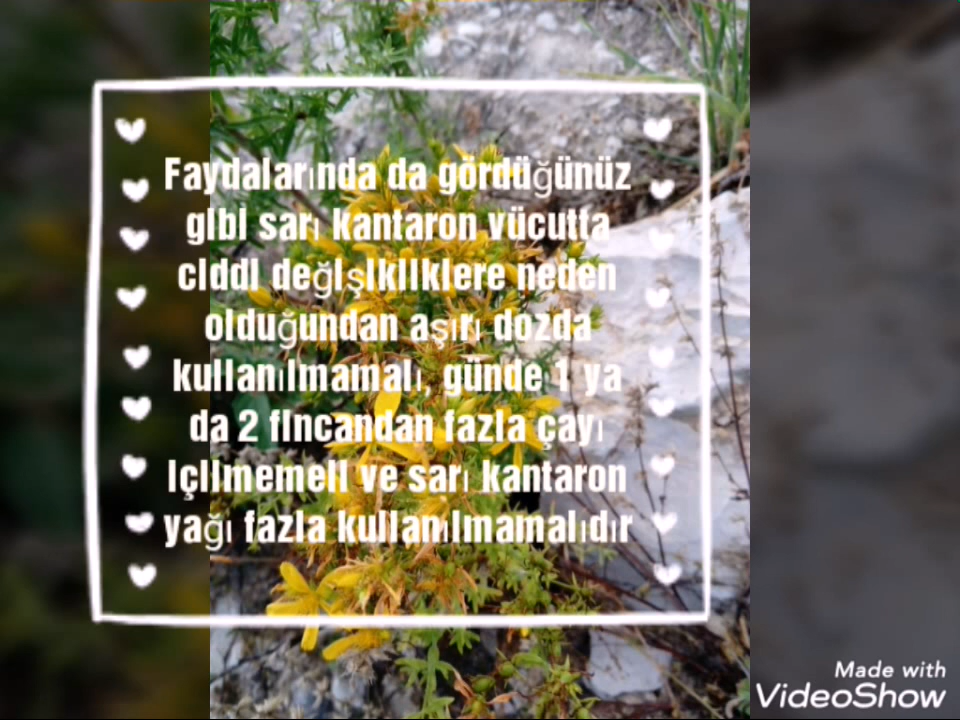 Faydalarında da gördüğünüz
gibi sarı kantaron vücutta
ciddi değişikliklere neden
olduğundan aşırı dozda
kullanılmamalı, günde 1 ya
da 2 fincandan fazla çayı
içilmemeli ve sarı kantaron
yağı fazla kullanılmamalıdır
Made with
VideoShow